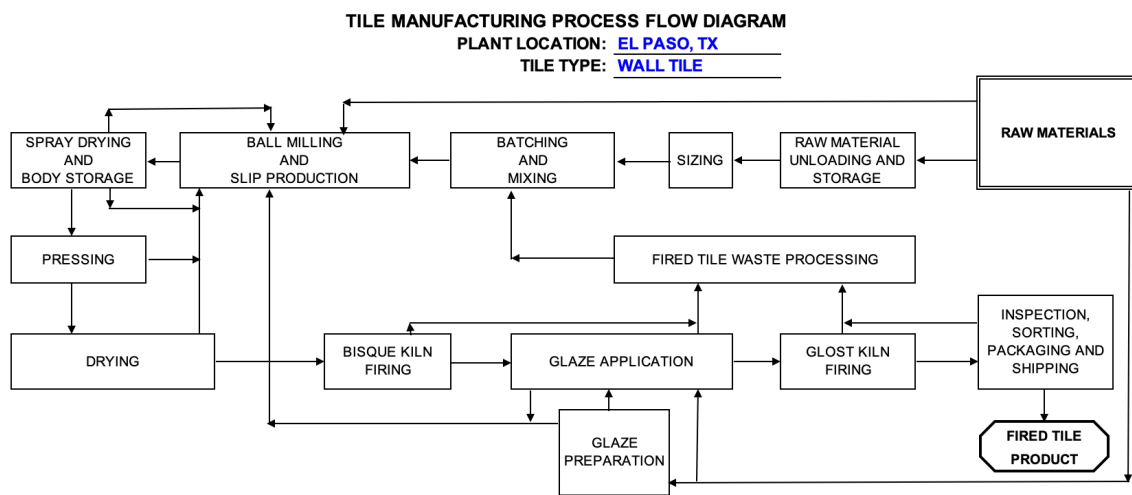 TILE MANUFACTURING PROCESS FLOW DIAGRAM
PLANT LOCATION: EL PASO, TX
TILE TYPE: WALL TILE
SPRAY DRYING
AND
BODY STORAGE
BALL MILLING
AND
SLIP PRODUCTION
BATCHING
AND
MIXING
SIZING
RAW MATERIAL
UNLOADING AND
STORAGE
RAW MATERIALS
PRESSING
FIRED TILE WASTE PROCESSING
DRYING
BISQUE KILN
FIRING
GLAZE APPLICATION
GLOST KILN
FIRING
INSPECTION,
SORTING,
PACKAGING AND
SHIPPING
GLAZE
PREPARATION
FIRED TILE
PRODUCT